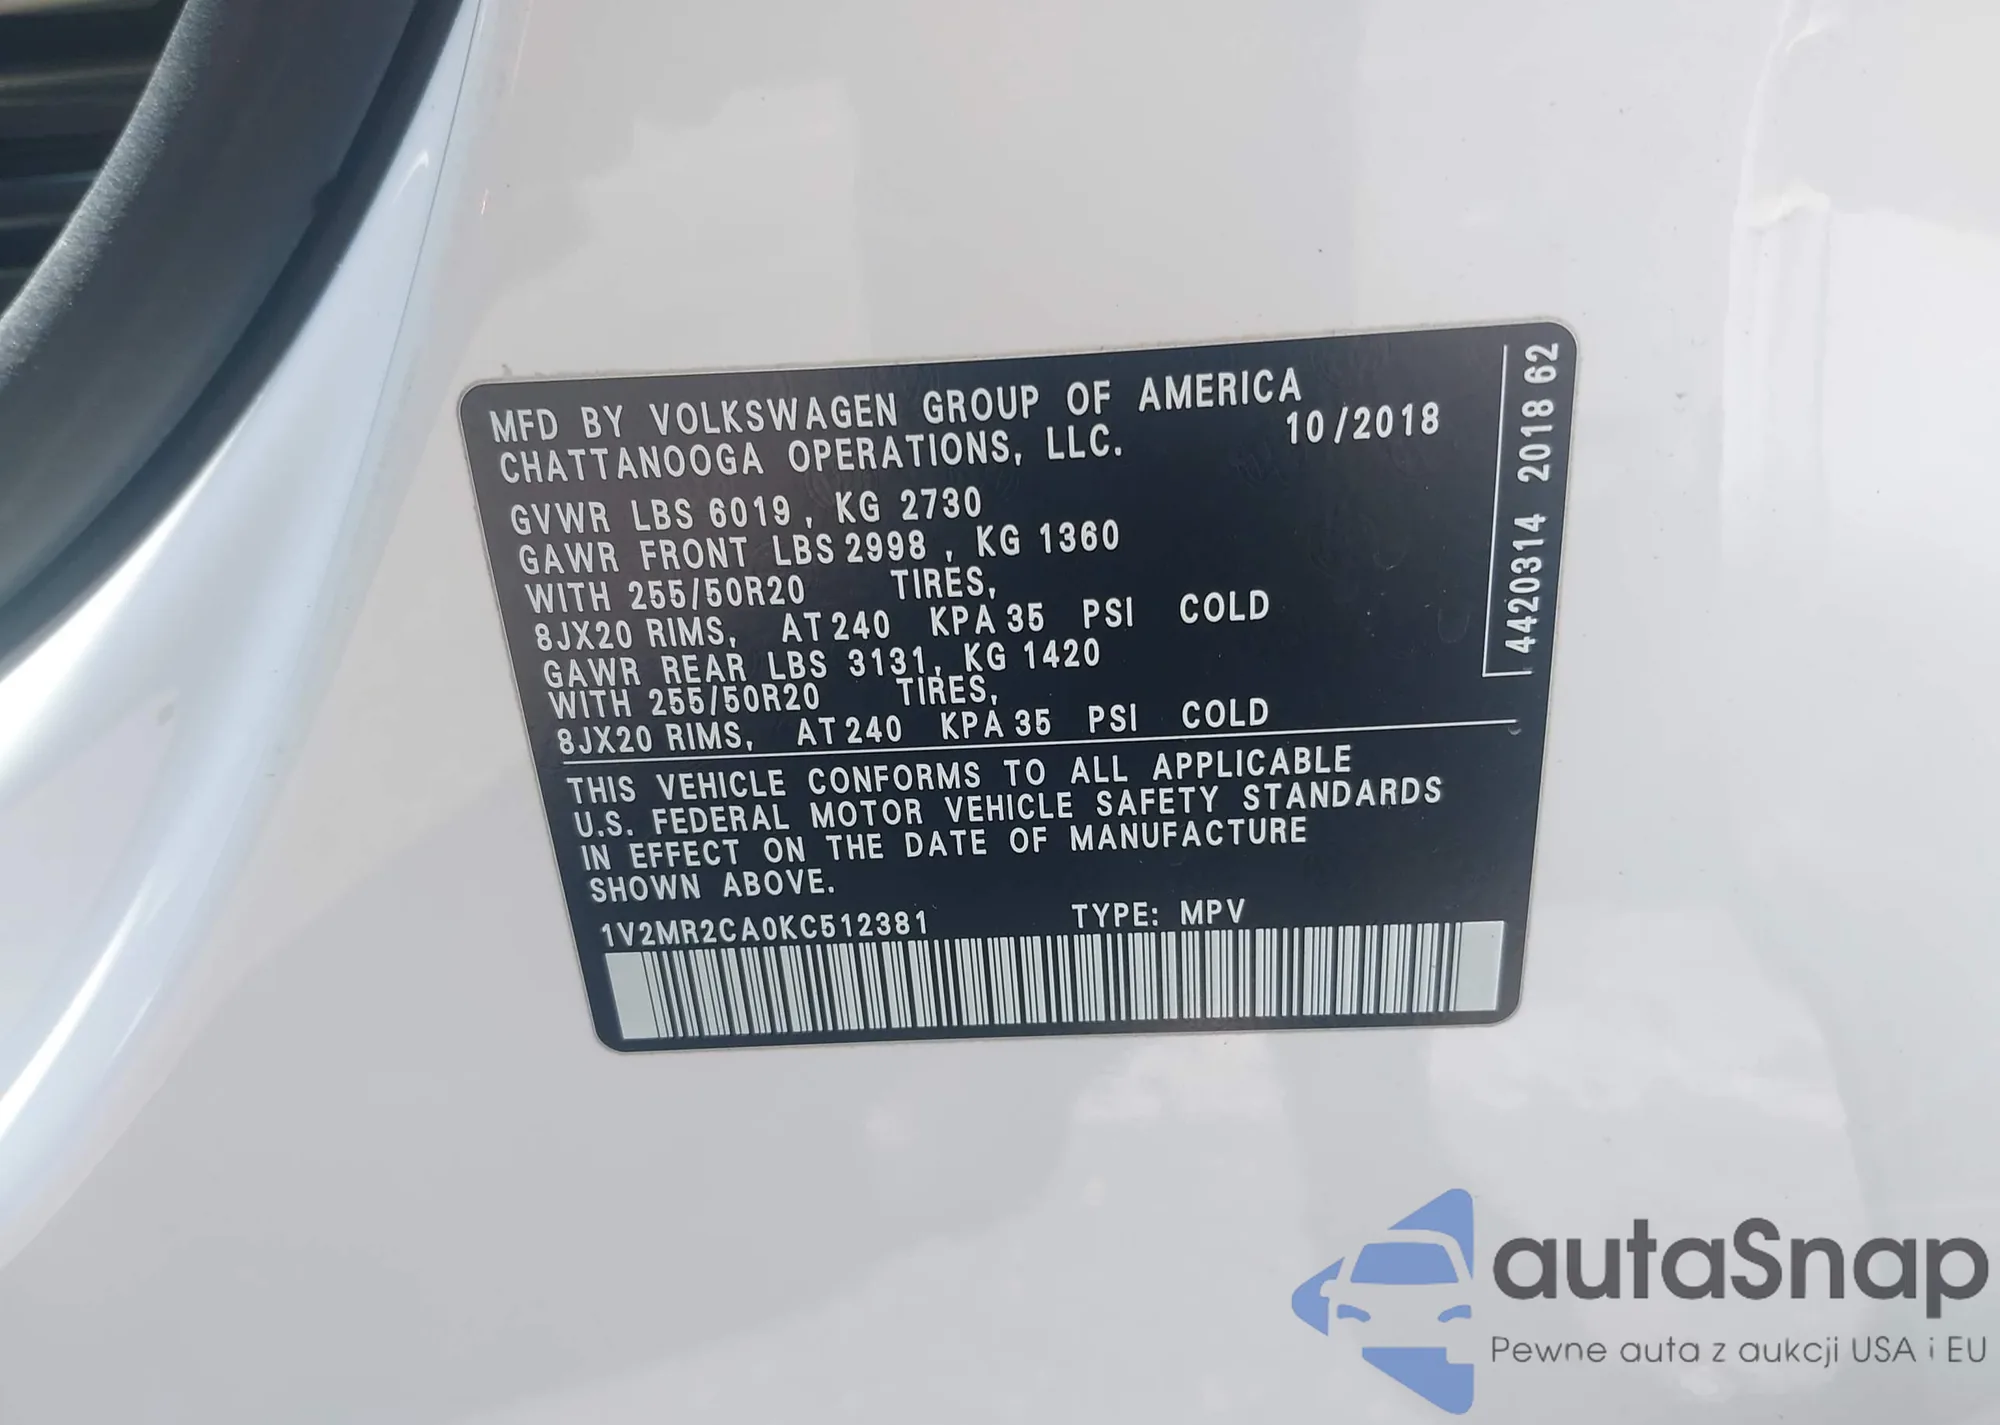 MFD BY VOLKSWAGEN GROUP OF AMERICA
CHATTANOOGA OPERATIONS, LLC. 10/2018
GVWR LBS 6019, KG 2730
GAWR FRONT LBS 2998, KG 1360
WITH 255/50R20 TIRES,
8JX20 RIMS, AT 240 KPA 35 PSI COLD
GAWR REAR LBS 3131, KG 1420
WITH 255/50R20 TIRES,
8JX20 RIMS, AT 240 KPA 35 PSI COLD
THIS VEHICLE CONFORMS TO ALL APPLICABLE
U.S. FEDERAL MOTOR VEHICLE SAFETY STANDARDS
IN EFFECT ON THE DATE OF MANUFACTURE
SHOWN ABOVE.
1V2MR2CA0KC512381 TYPE: MPV
4420314 2018 62
autaSnap
Pewne auta z aukcji USA i EU